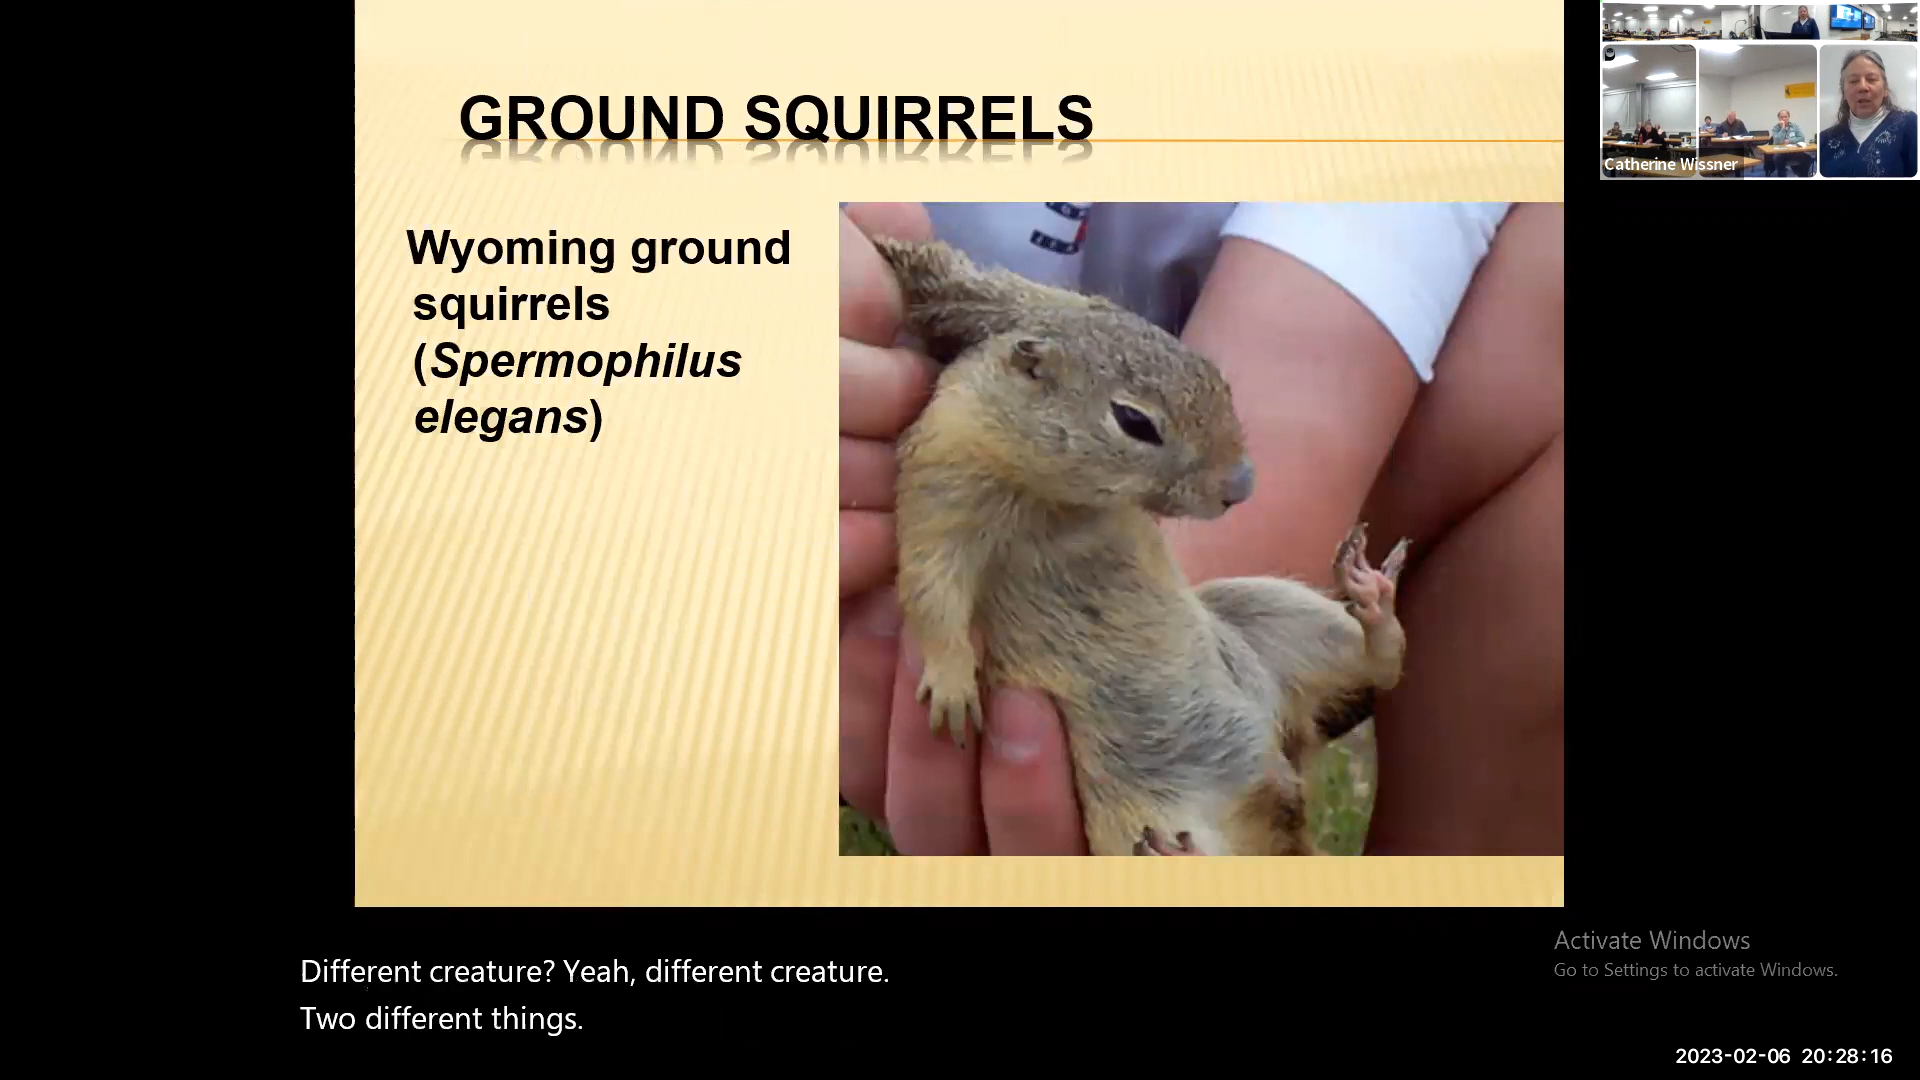 GROUND SQUIRRELS
Wyoming ground
squirrels
(Spermophilus
elegans)
Catherine Wissner
Different creature? Yeah, different creature.
Two different things.
Activate Windows
Go to Settings to activate Windows.
2023-02-06 20:28:16